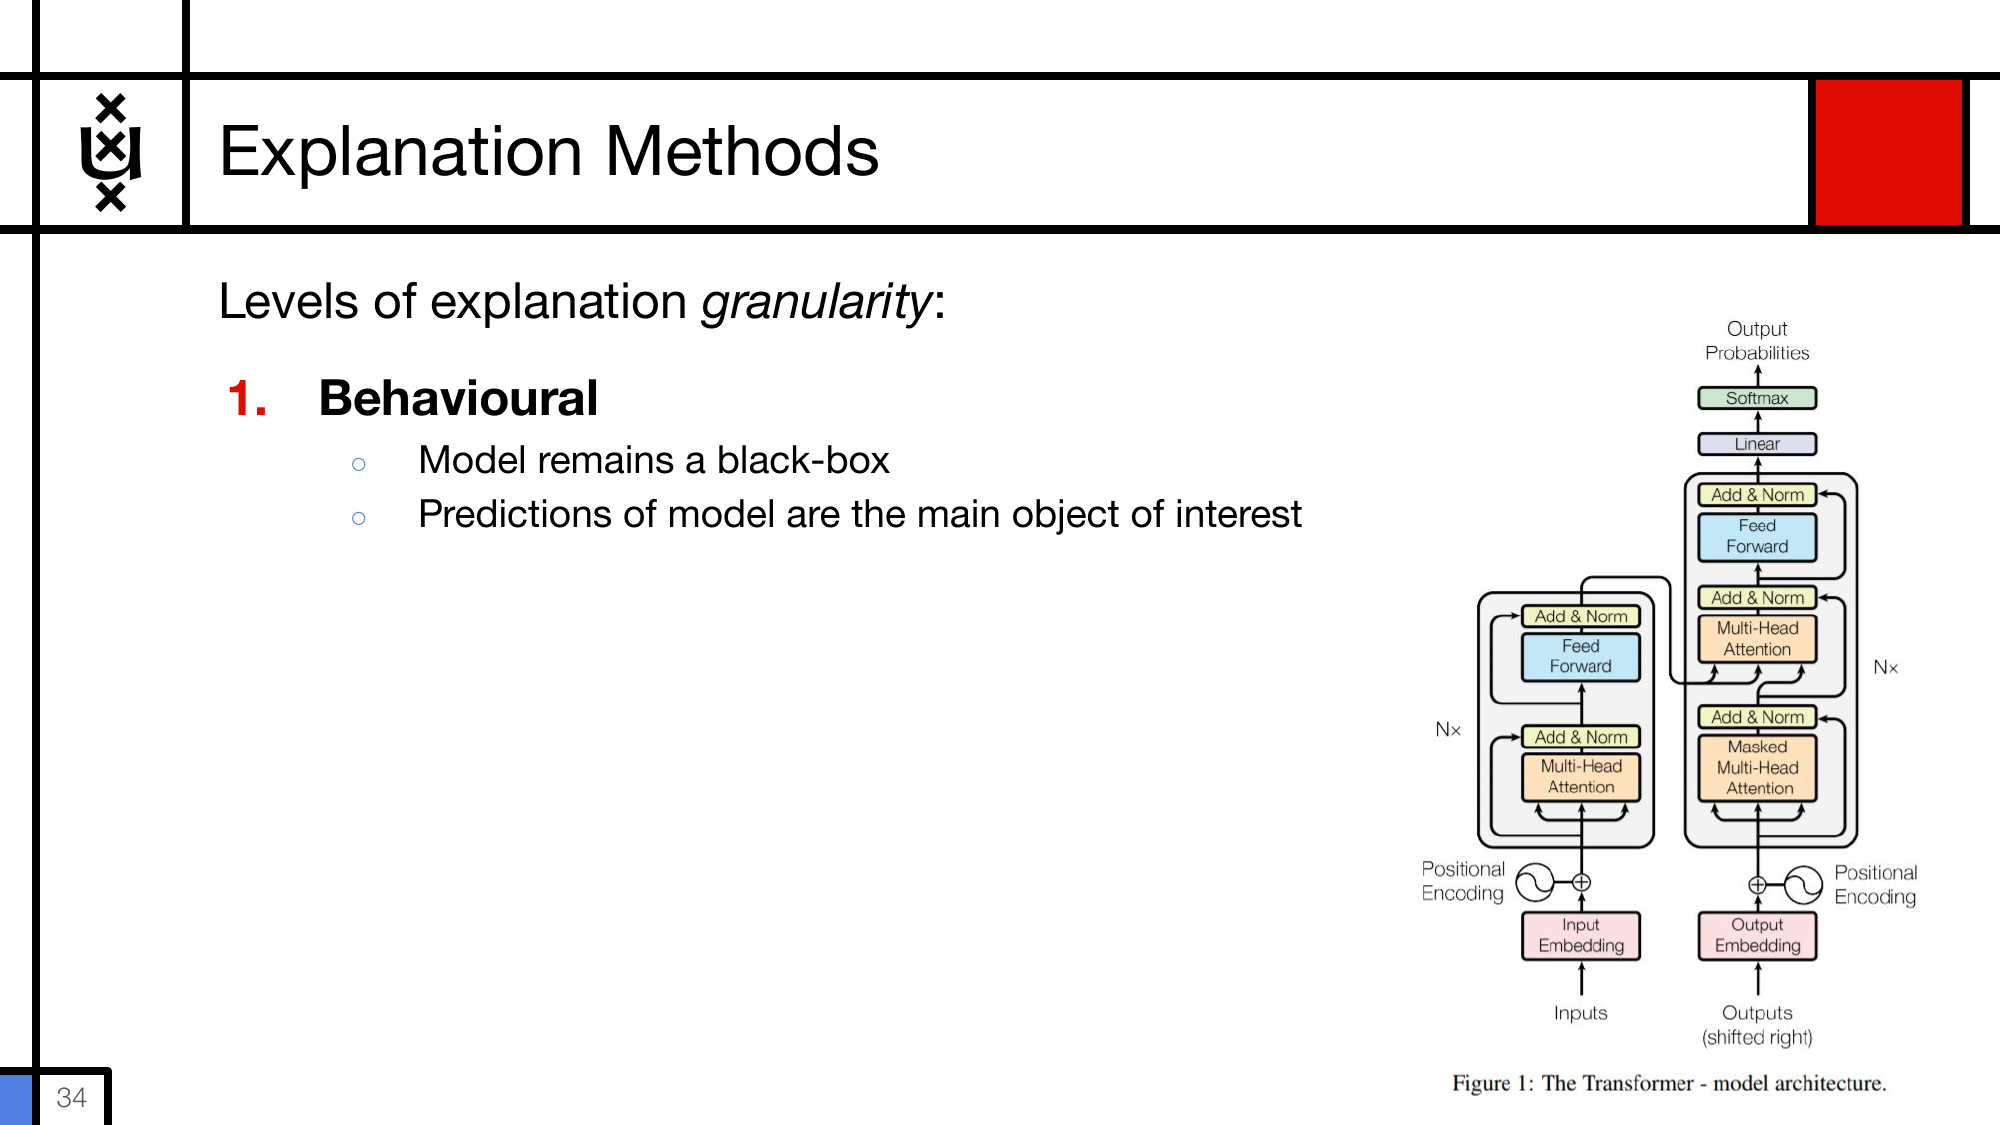 Explanation Methods
Levels of explanation granularity:
1. Behavioural
○ Model remains a black-box
○ Predictions of model are the main object of interest
Output
Probabilities
Softmax
Linear
Add & Norm
Feed
Forward
Add & Norm
Multi-Head
Attention
Add & Norm
Masked
Multi-Head
Attention
Nx
Add & Norm
Feed
Forward
Add & Norm
Multi-Head
Attention
Nx
Positional
Encoding
Positional
Encoding
Input
Embedding
Output
Embedding
Inputs
Outputs
(shifted right)
Figure 1: The Transformer - model architecture.
34